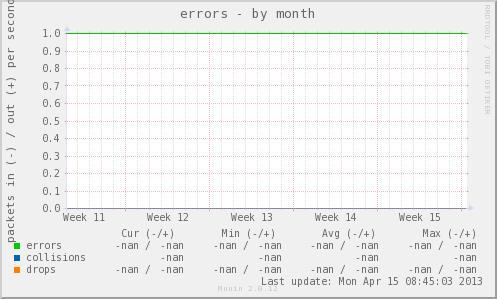 errors - by month
RRDTOOL / TOBI OETIKER
packets in (-) / out (+) per second
1.0
0.9
0.8
0.7
0.6
0.5
0.4
0.3
0.2
0.1
0.0
Week 11 Week 12 Week 13 Week 14 Week 15
Cur (-/+) Min (-/+) Avg (-/+) Max (-/+)
errors -nan / -nan -nan / -nan -nan / -nan -nan / -nan
collisions -nan -nan -nan -nan
drops -nan / -nan -nan / -nan -nan / -nan -nan / -nan
Last update: Mon Apr 15 08:45:03 2013
Munin 2.0.12